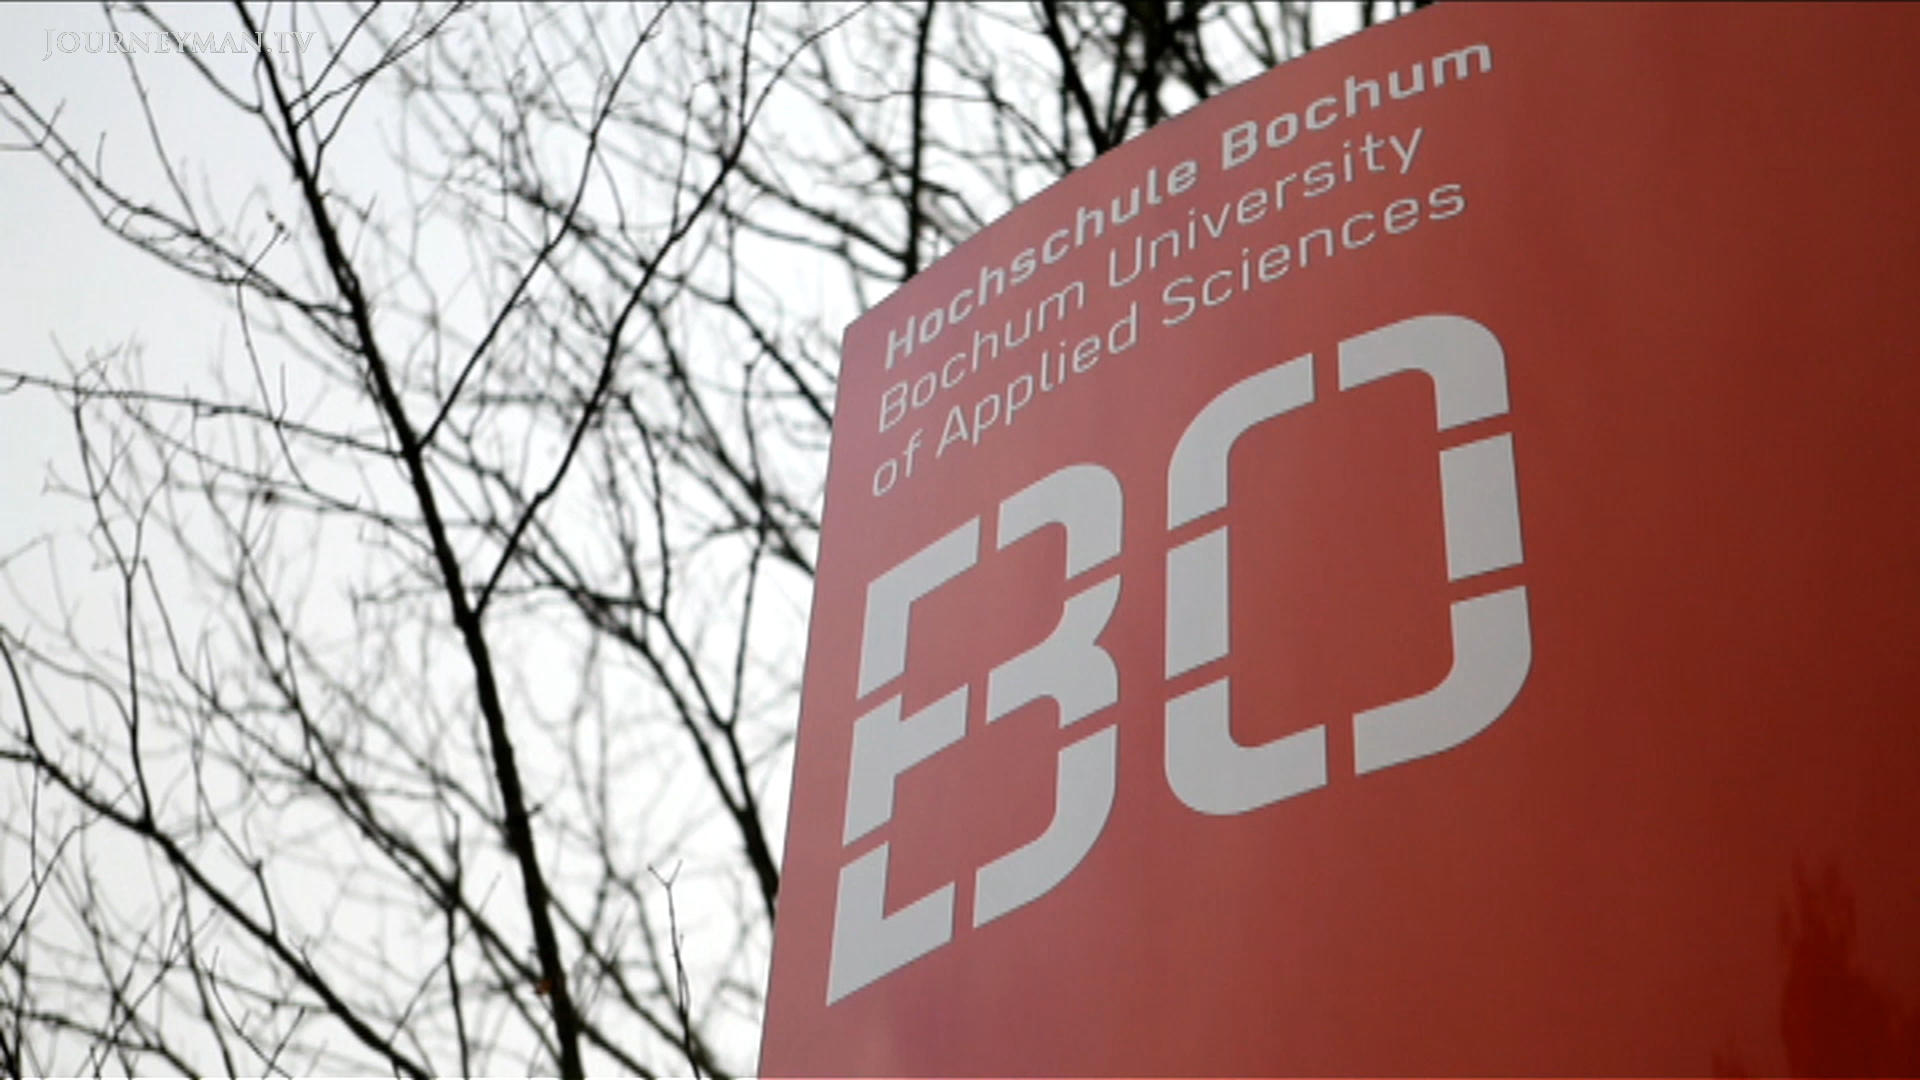 JOURNEYMAN.TV
Hochschule Bochum
Bochum University
of Applied Sciences
BO